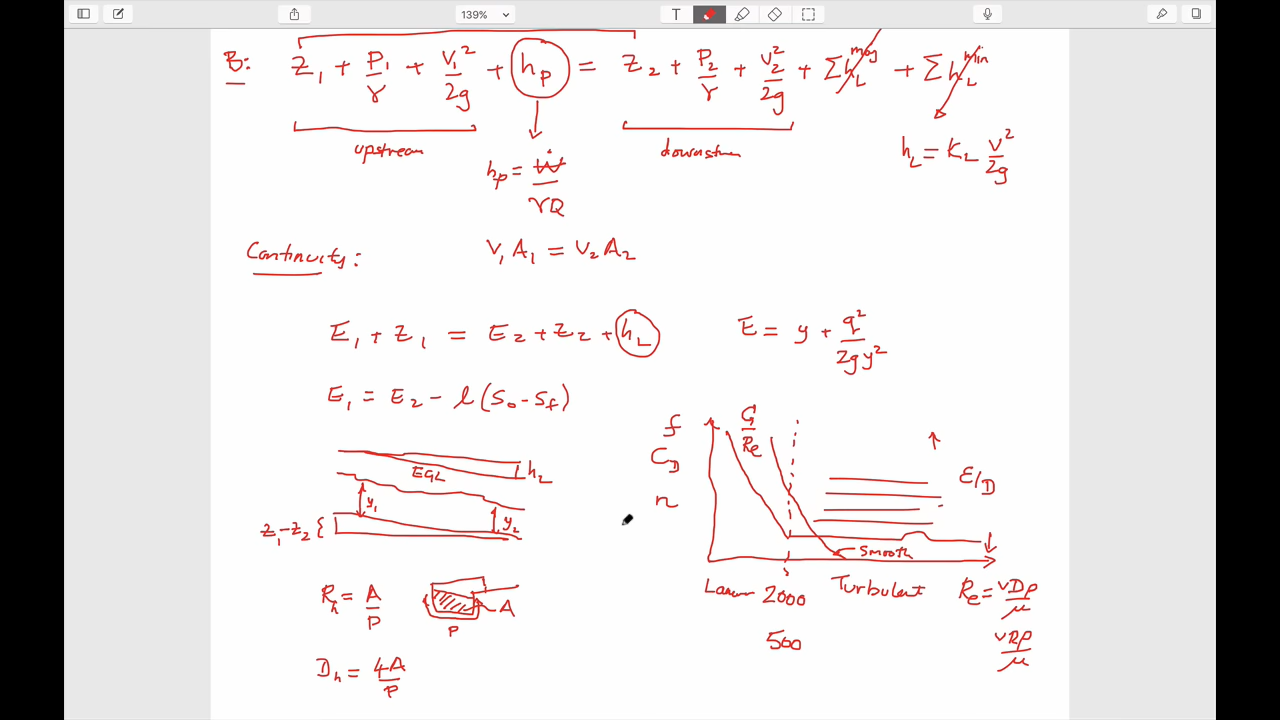 139%
T
B: Z₁ + P₁/γ + V₁²/2g + hp = Z₂ + P₂/γ + V₂²/2g + Σh_L^maj + Σh_L^min
upstream
downstream
h_L = K_L V²/2g
hp = Ẇ/γQ
Continuity: V₁A₁ = V₂A₂
E₁ + Z₁ = E₂ + Z₂ + h_L
E = y + q²/2gy²
E₁ = E₂ - l(S₀ - S_f)
f
C_D
n
EGL
h_L
y₁
y₂
Z₁-Z₂ {
/Re
ε/D
Smooth
2000
Turbulent
Re = VDρ/μ
500
VRρ/μ
R_h = A/P
A
P
D_h = 4A/P